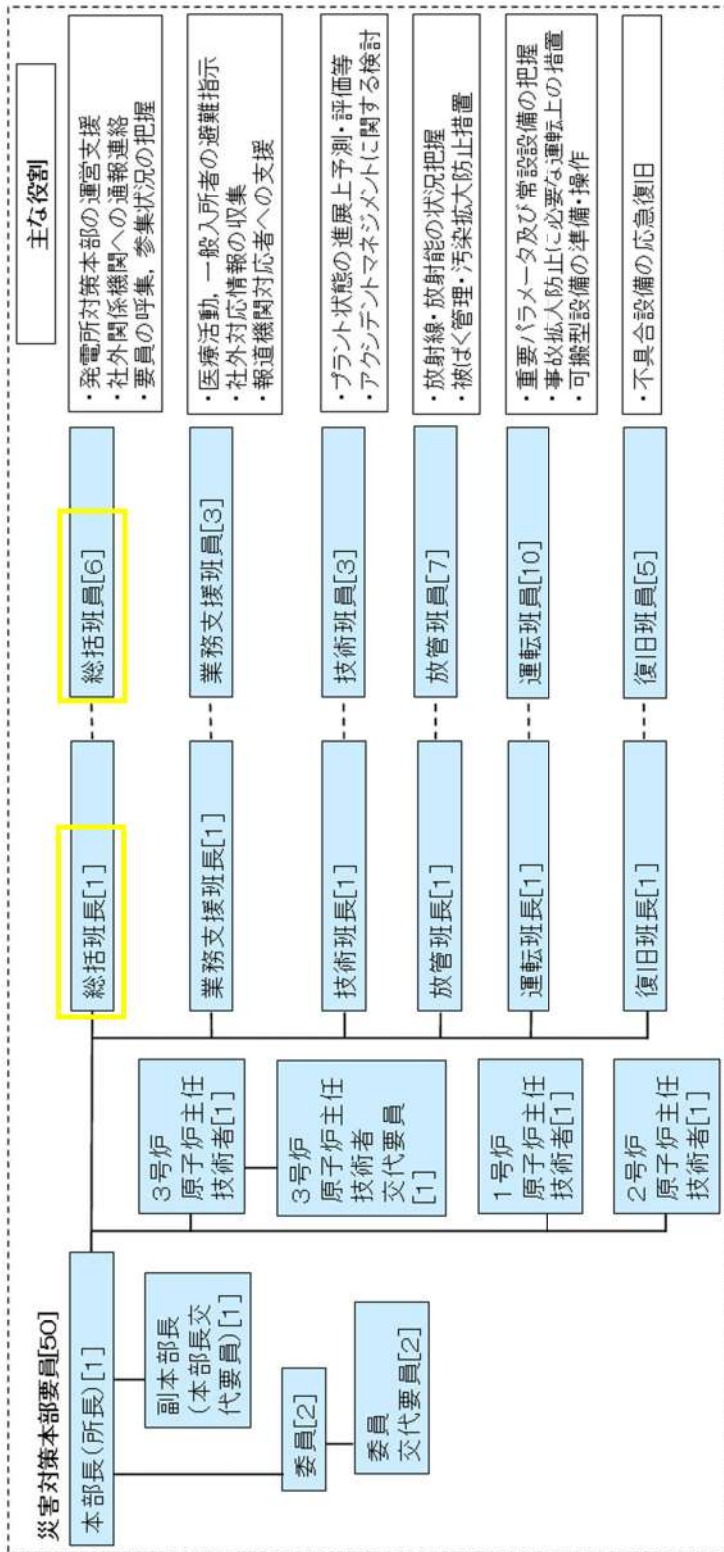 災害対策本部要員[50]
本部長(所長)[1]
副本部長
(本部長交
代要員)[1]
委員[2]
委員
交代要員[2]
3号炉
原子炉主任
技術者[1]
3号炉
原子炉主任
技術者
交代要員
[1]
1号炉
原子炉主任
技術者[1]
2号炉
原子炉主任
技術者[1]
主な役割
総括班長[1]
総括班員[6]
・発電所対策本部の運営支援
・社外関係機関への通報連絡
・要員の呼集,参集状況の把握
業務支援班長[1]
業務支援班員[3]
・医療活動,一般入所者の避難指示
・社外対応情報の収集
・報道機関対応者への支援
技術班長[1]
技術班員[3]
・プラント状態の進展上予測・評価等
・アクシデントマネジメントに関する検討
放管班長[1]
放管班員[7]
・放射線・放射能の状況把握
・被ばく管理・汚染拡大防止措置
運転班長[1]
運転班員[10]
・重要パラメータ及び常設設備の把握
・事故拡大防止に必要な運転上の措置
・可搬型設備の準備・操作
復旧班長[1]
復旧班員[5]
・不具合設備の応急復旧